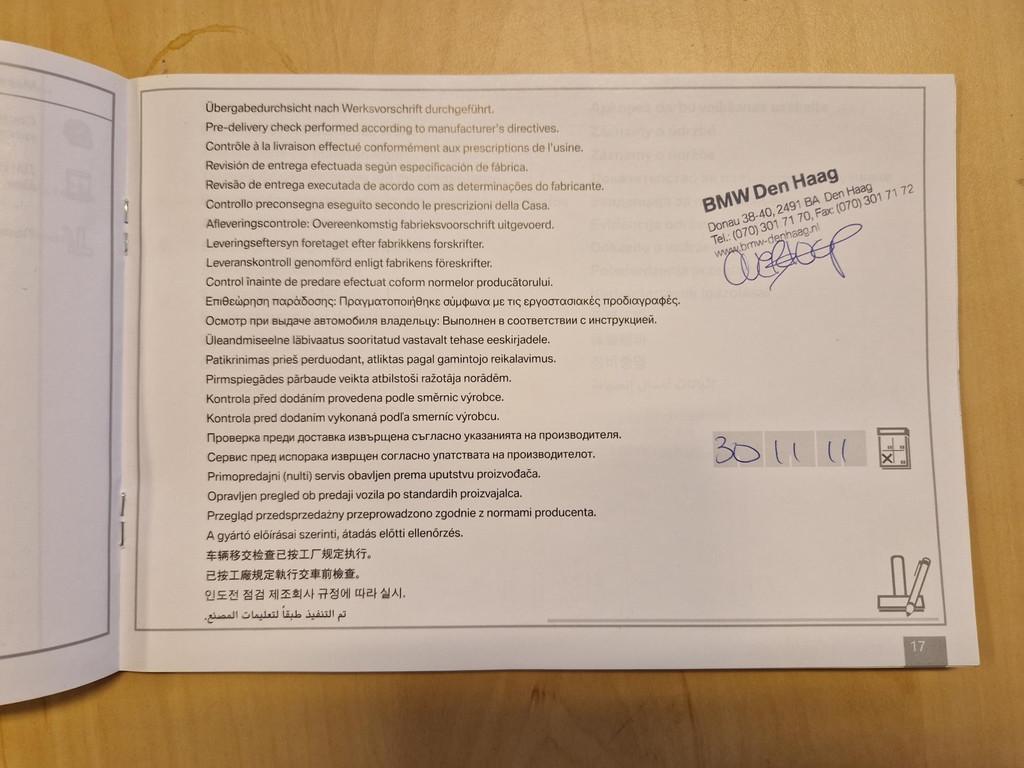 Übergabedurchsicht nach Werksvorschrift durchgeführt.
Pre-delivery check performed according to manufacturer's directives.
Contrôle à la livraison effectué conformément aux prescriptions de l'usine.
Revisión de entrega efectuada según especificación de fábrica.
Revisão de entrega executada de acordo com as determinações do fabricante.
Controllo preconsegna eseguito secondo le prescrizioni della Casa.
Afleveringscontrole: Overeenkomstig fabrieksvoorschrift uitgevoerd.
Leveringseftersyn foretaget efter fabrikkens forskrifter.
Leveranskontroll genomförd enligt fabrikens föreskrifter.
Control înainte de predare efectuat coform normelor producătorului.
Επιθεώρηση παράδοσης: Πραγματοποιήθηκε σύμφωνα με τις εργοστασιακές προδιαγραφές.
Осмотр при выдаче автомобиля владельцу: Выполнен в соответствии с инструкцией.
Üleandmiseelne läbivaatus sooritatud vastavalt tehase eeskirjadele.
Patikrinimas prieš perduodant, atliktas pagal gamintojo reikalavimus.
Pirmspiegādes pārbaude veikta atbilstoši ražotāja norādēm.
Kontrola před dodáním provedena podle směrnic výrobce.
Kontrola pred dodaním vykonaná podľa smerníc výrobcu.
Проверка преди доставка извършена съгласно указанията на производителя.
Сервис пред испорака изврщен согласно упатствата на производителот.
Primopredajni (nulti) servis obavljen prema uputstvu proizvođača.
Opravljen pregled ob predaji vozila po standardih proizvajalca.
Przegląd przedsprzedażny przeprowadzono zgodnie z normami producenta.
A gyártó előírásai szerinti, átadás előtti ellenőrzés.
车辆移交检查已按工厂规定执行。
已按工廠規定執行交車前檢查。
인도전 점검 제조회사 규정에 따라 실시.
تم التنفيذ طبقاً لتعليمات المصنع.
BMW Den Haag
Donau 38-40, 2491 BA Den Haag
Tel.: (070) 301 71 70, Fax: (070) 301 71 72
www.bmw-denhaag.nl
30 11 11
17